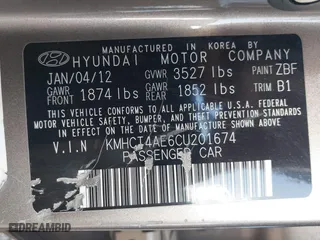 MANUFACTURED IN KOREA
HYUNDAI MOTOR COMPANY
JAN/04/12 GVWR 3527 lbs PAINT ZBF
GAWR FRONT 1874 lbs GAWR REAR 1852 lbs TRIM B1
THIS VEHICLE CONFORMS TO ALL APPLICABLE U.S. FEDERAL
MOTOR VEHICLE SAFETY, BUMPER, AND THEFT
PREVENTION STANDARDS IN EFFECT ON THE DATE OF
MANUFACTURE SHOWN ABOVE.
V.I.N KMHCT4AE6CU201674
PASSENGER CAR
DREAMBID